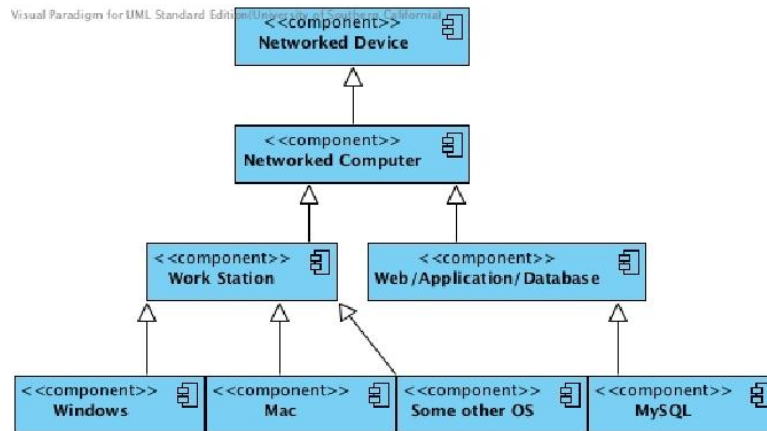 Visual Paradigm for UML Standard Edition(University of Southern California)
<<component>>
Networked Device
<<component>>
Networked Computer
<<component>>
Work Station
<<component>>
Web/Application/Database
<<component>>
Windows
<<component>>
Mac
<<component>>
Some other OS
<<component>>
MySQL